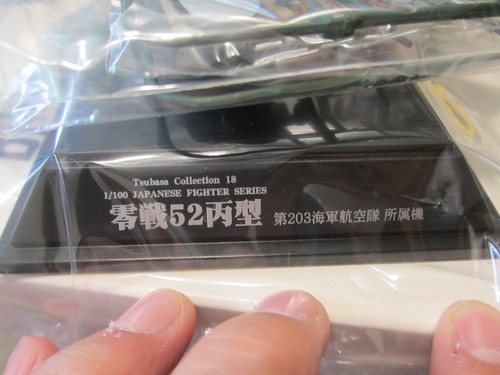 Tsubasa Collection 18
1/100 JAPANESE FIGHTER SERIES
零戦52丙型 第203海軍航空隊 所属機